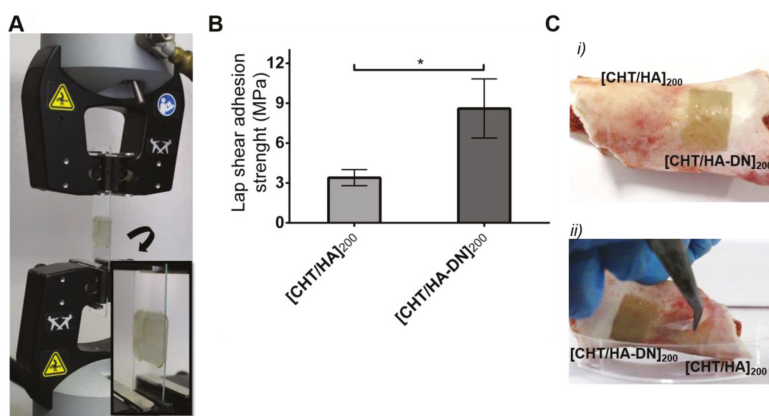 A
B
C
Lap shear adhesion
strenght (MPa)
12
9
6
3
0
*
[CHT/HA]200
[CHT/HA-DN]200
i)
[CHT/HA]200
[CHT/HA-DN]200
ii)
[CHT/HA-DN]200
[CHT/HA]200